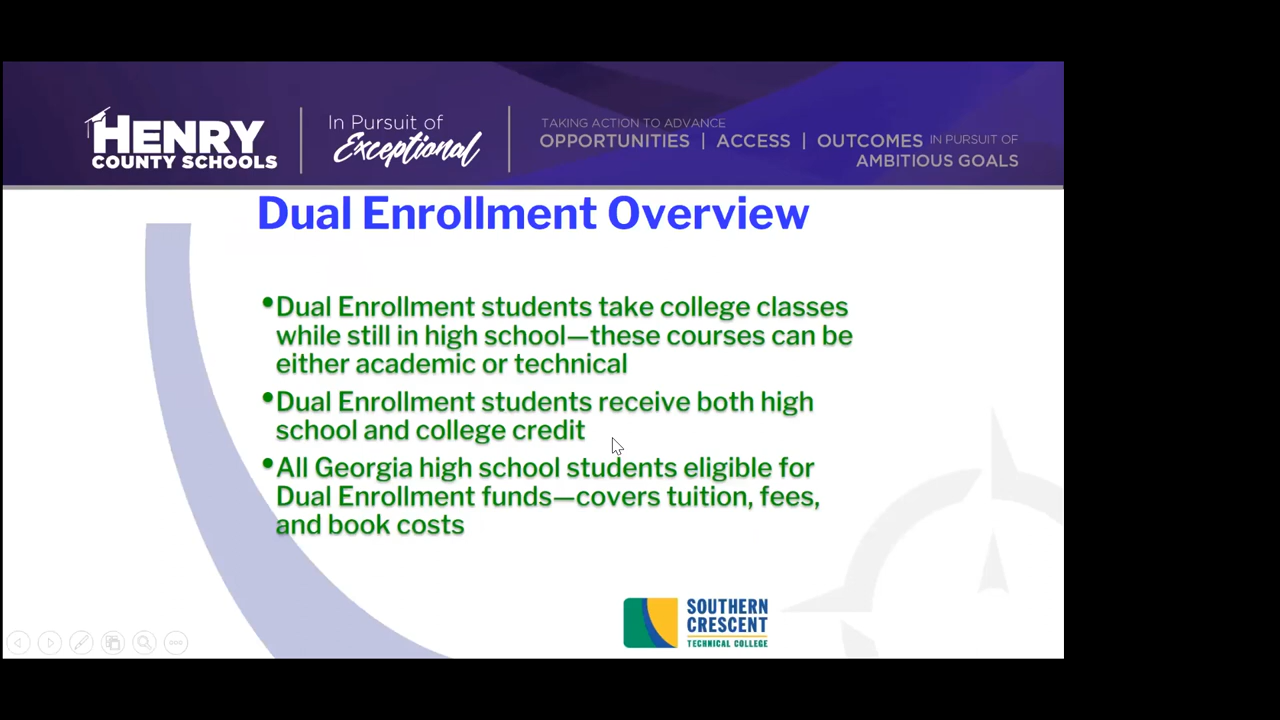 HENRY
COUNTY SCHOOLS
In Pursuit of
Exceptional
TAKING ACTION TO ADVANCE
OPPORTUNITIES | ACCESS | OUTCOMES IN PURSUIT OF
AMBITIOUS GOALS
Dual Enrollment Overview
•Dual Enrollment students take college classes
while still in high school—these courses can be
either academic or technical
•Dual Enrollment students receive both high
school and college credit
•All Georgia high school students eligible for
Dual Enrollment funds—covers tuition, fees,
and book costs
SOUTHERN
CRESCENT
TECHNICAL COLLEGE